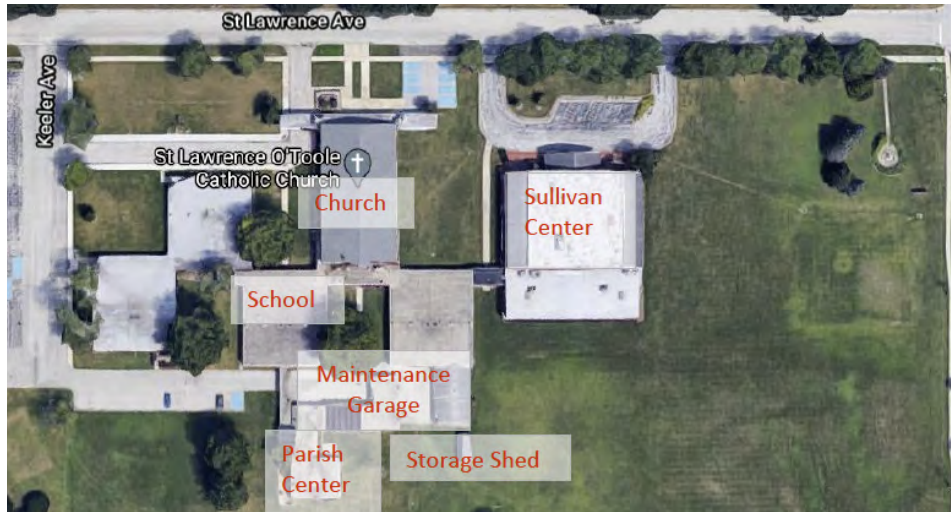 St Lawrence Ave
Keeler Ave
St Lawrence O'Toole
Catholic Church
Church
Sullivan
Center
School
Maintenance
Garage
Parish
Center
Storage Shed